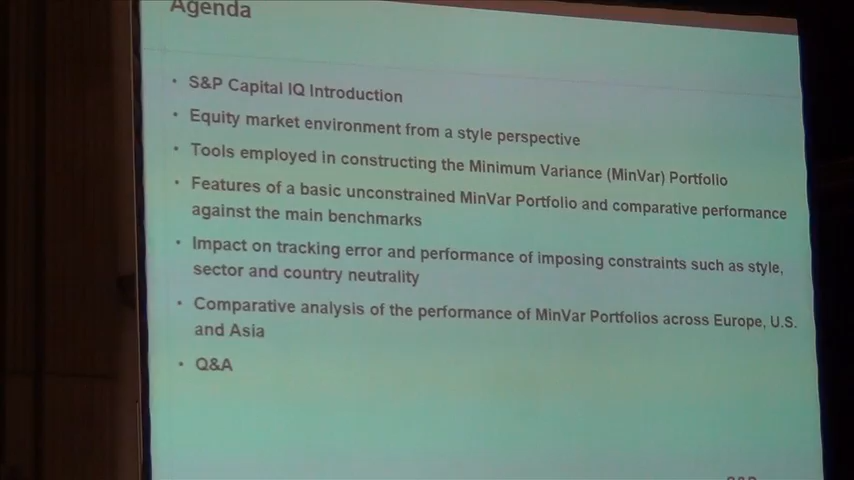 Agenda
• S&P Capital IQ Introduction
• Equity market environment from a style perspective
• Tools employed in constructing the Minimum Variance (MinVar) Portfolio
• Features of a basic unconstrained MinVar Portfolio and comparative performance
against the main benchmarks
• Impact on tracking error and performance of imposing constraints such as style,
sector and country neutrality
• Comparative analysis of the performance of MinVar Portfolios across Europe, U.S.
and Asia
• Q&A